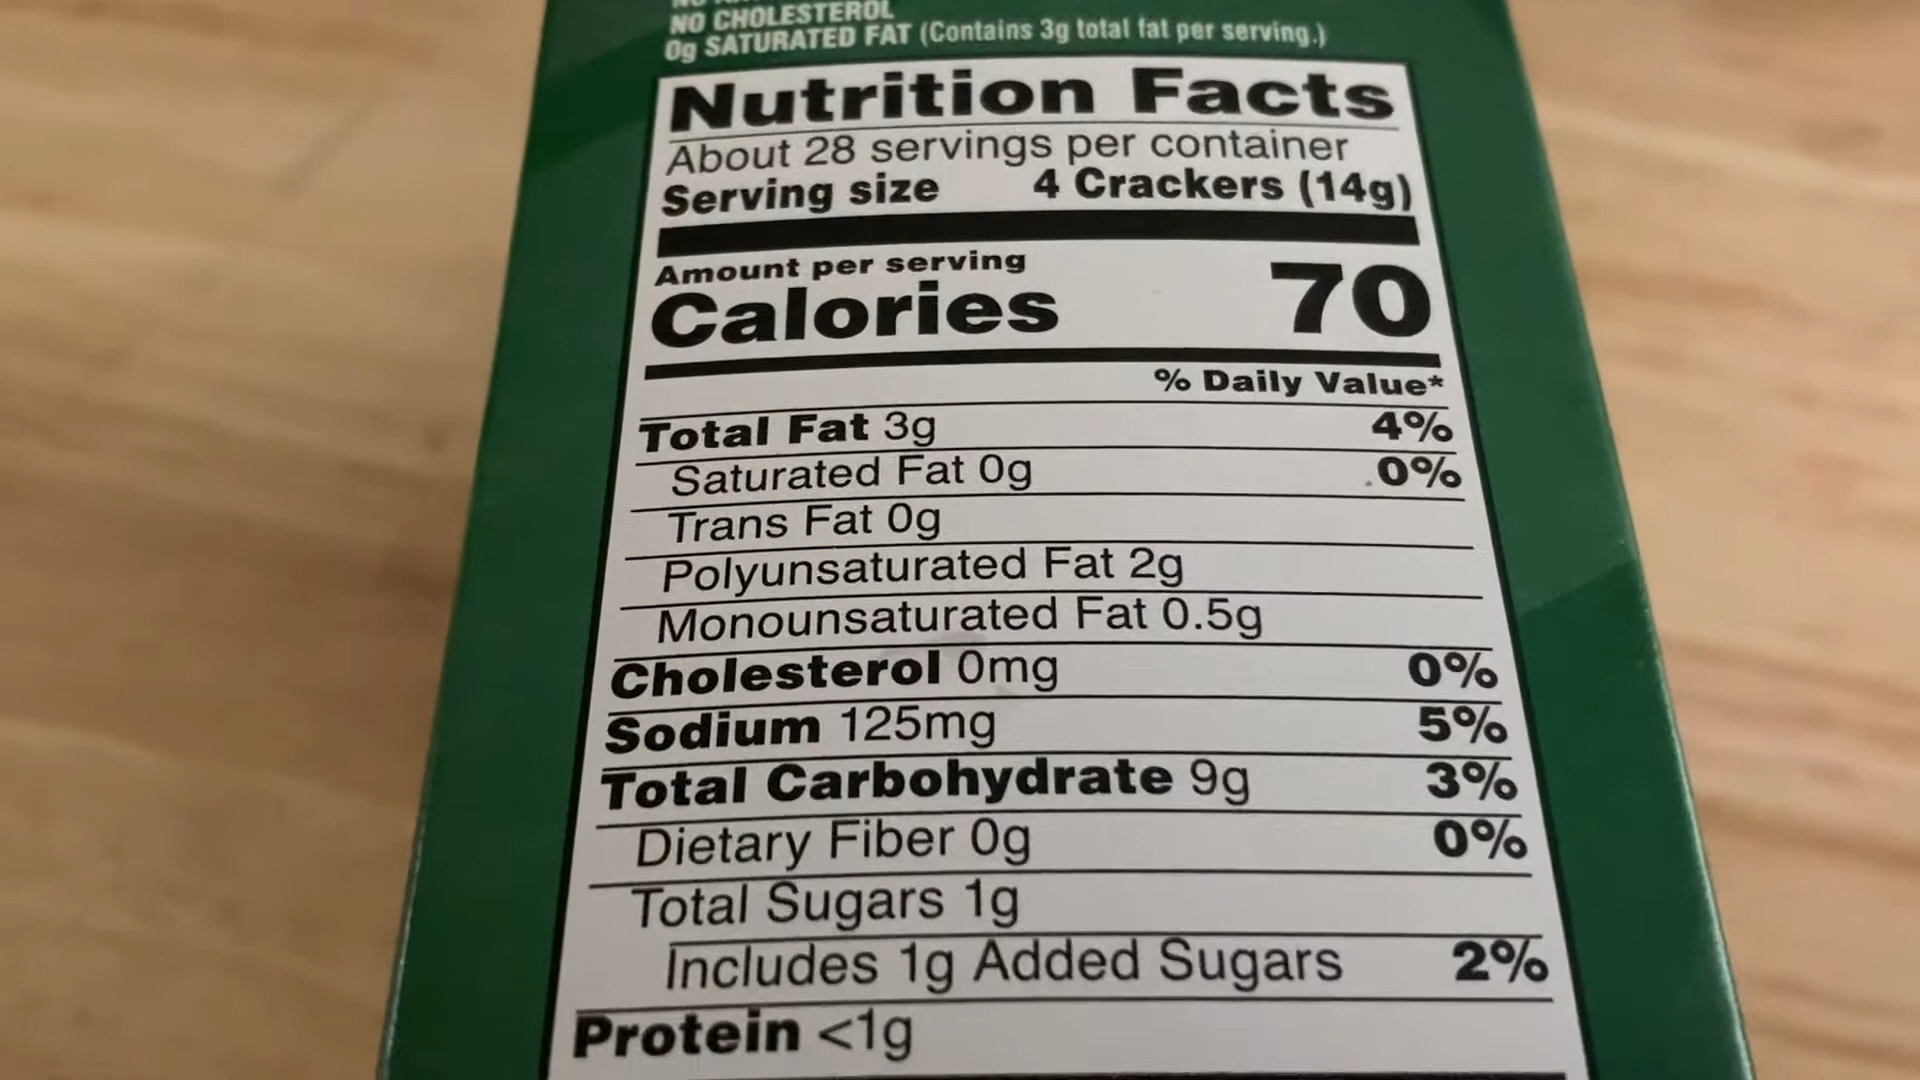 NO CHOLESTEROL
0g SATURATED FAT (Contains 3g total fat per serving.)
Nutrition Facts
About 28 servings per container
Serving size 4 Crackers (14g)
Amount per serving
Calories 70
% Daily Value*
Total Fat 3g 4%
Saturated Fat 0g 0%
Trans Fat 0g
Polyunsaturated Fat 2g
Monounsaturated Fat 0.5g
Cholesterol 0mg 0%
Sodium 125mg 5%
Total Carbohydrate 9g 3%
Dietary Fiber 0g 0%
Total Sugars 1g
Includes 1g Added Sugars 2%
Protein <1g